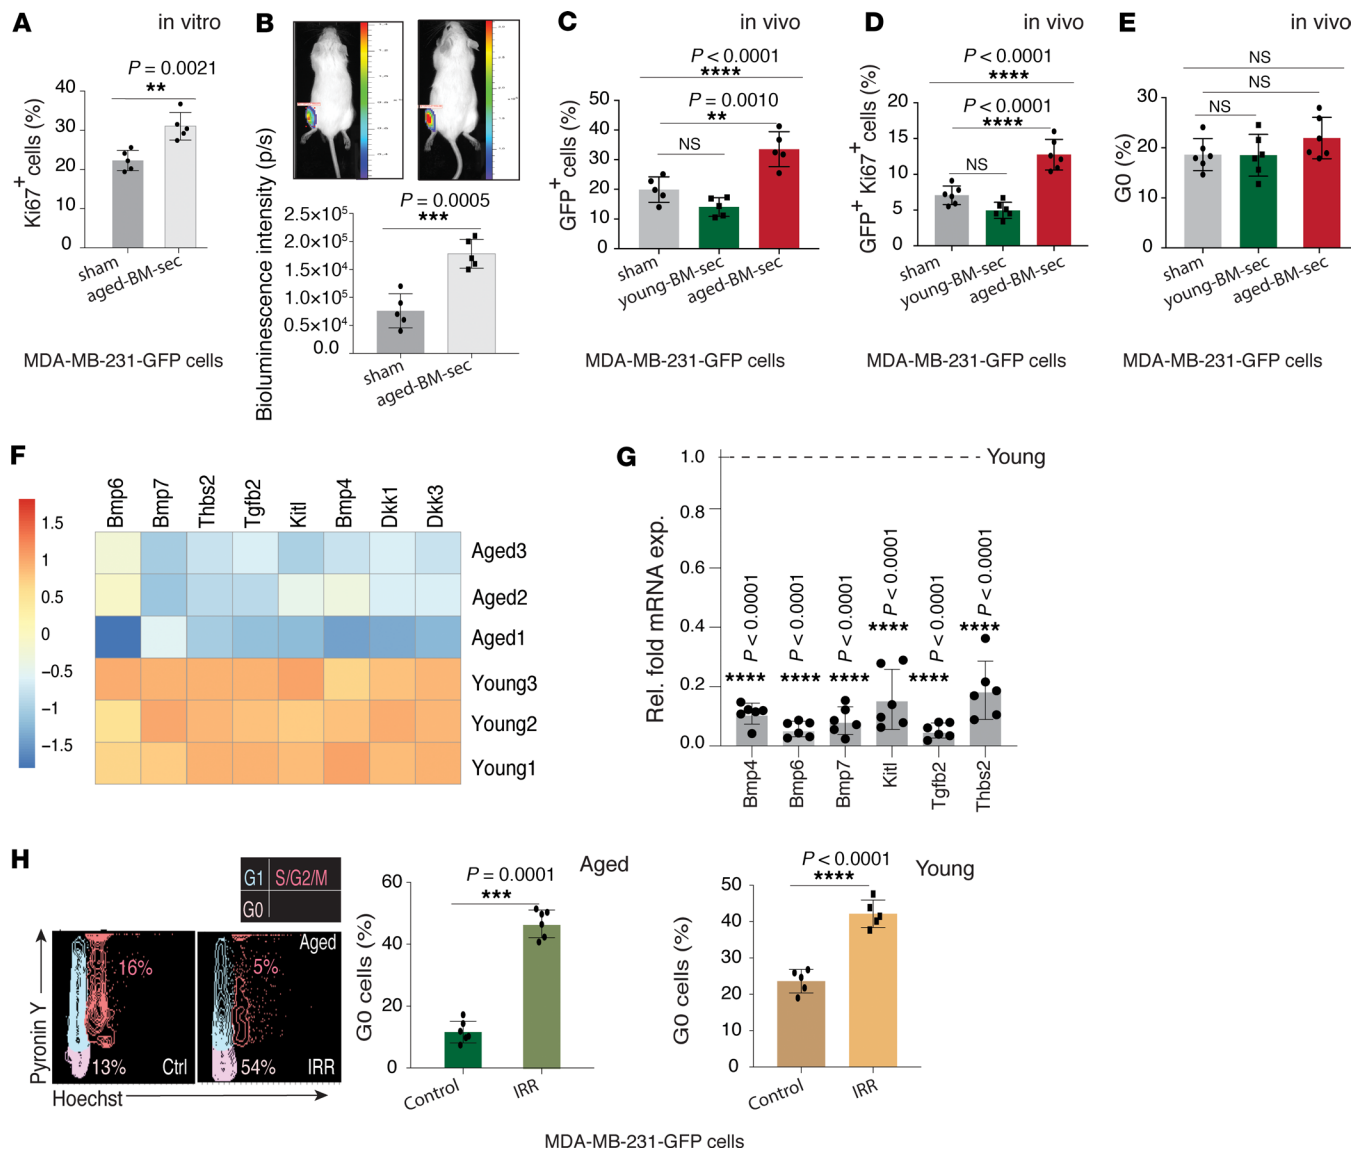 A
in vitro
P = 0.0021
**
Ki67+ cells (%)
40
30
20
10
0
sham
aged-BM-sec
MDA-MB-231-GFP cells
B
P = 0.0005
***
Bioluminescence intensity (p/s)
2.5×10⁵
2.0×10⁵
1.5×10⁴
1.0×10⁵
0.5×10⁴
0.0
sham
aged-BM-sec
C
in vivo
P < 0.0001
****
P = 0.0010
**
NS
GFP+ cells (%)
50
40
30
20
10
0
sham
young-BM-sec
aged-BM-sec
MDA-MB-231-GFP cells
D
in vivo
P < 0.0001
****
P < 0.0001
****
NS
GFP+ Ki67+ cells (%)
20
15
10
5
0
sham
young-BM-sec
aged-BM-sec
MDA-MB-231-GFP cells
E
in vivo
NS
NS
NS
G0 (%)
30
20
10
0
sham
young-BM-sec
aged-BM-sec
MDA-MB-231-GFP cells
F
1.5
1
0.5
0
−0.5
−1
−1.5
Bmp6
Bmp7
Thbs2
Tgfb2
Kitl
Bmp4
Dkk1
Dkk3
Aged3
Aged2
Aged1
Young3
Young2
Young1
G
Rel. fold mRNA exp.
1.0
0.8
0.6
0.4
0.2
0.0
Young
P < 0.0001
****
P < 0.0001
****
P < 0.0001
****
P < 0.0001
****
P < 0.0001
****
P < 0.0001
****
Bmp4
Bmp6
Bmp7
Kitl
Tgfb2
Thbs2
H
G1 S/G2/M
G0
Pyronin Y
16%
13%
Ctrl
Aged
5%
54%
IRR
Hoechst
Aged
P = 0.0001
***
G0 cells (%)
60
40
20
0
Control
IRR
Young
P < 0.0001
****
G0 cells (%)
50
40
30
20
10
0
Control
IRR
MDA-MB-231-GFP cells